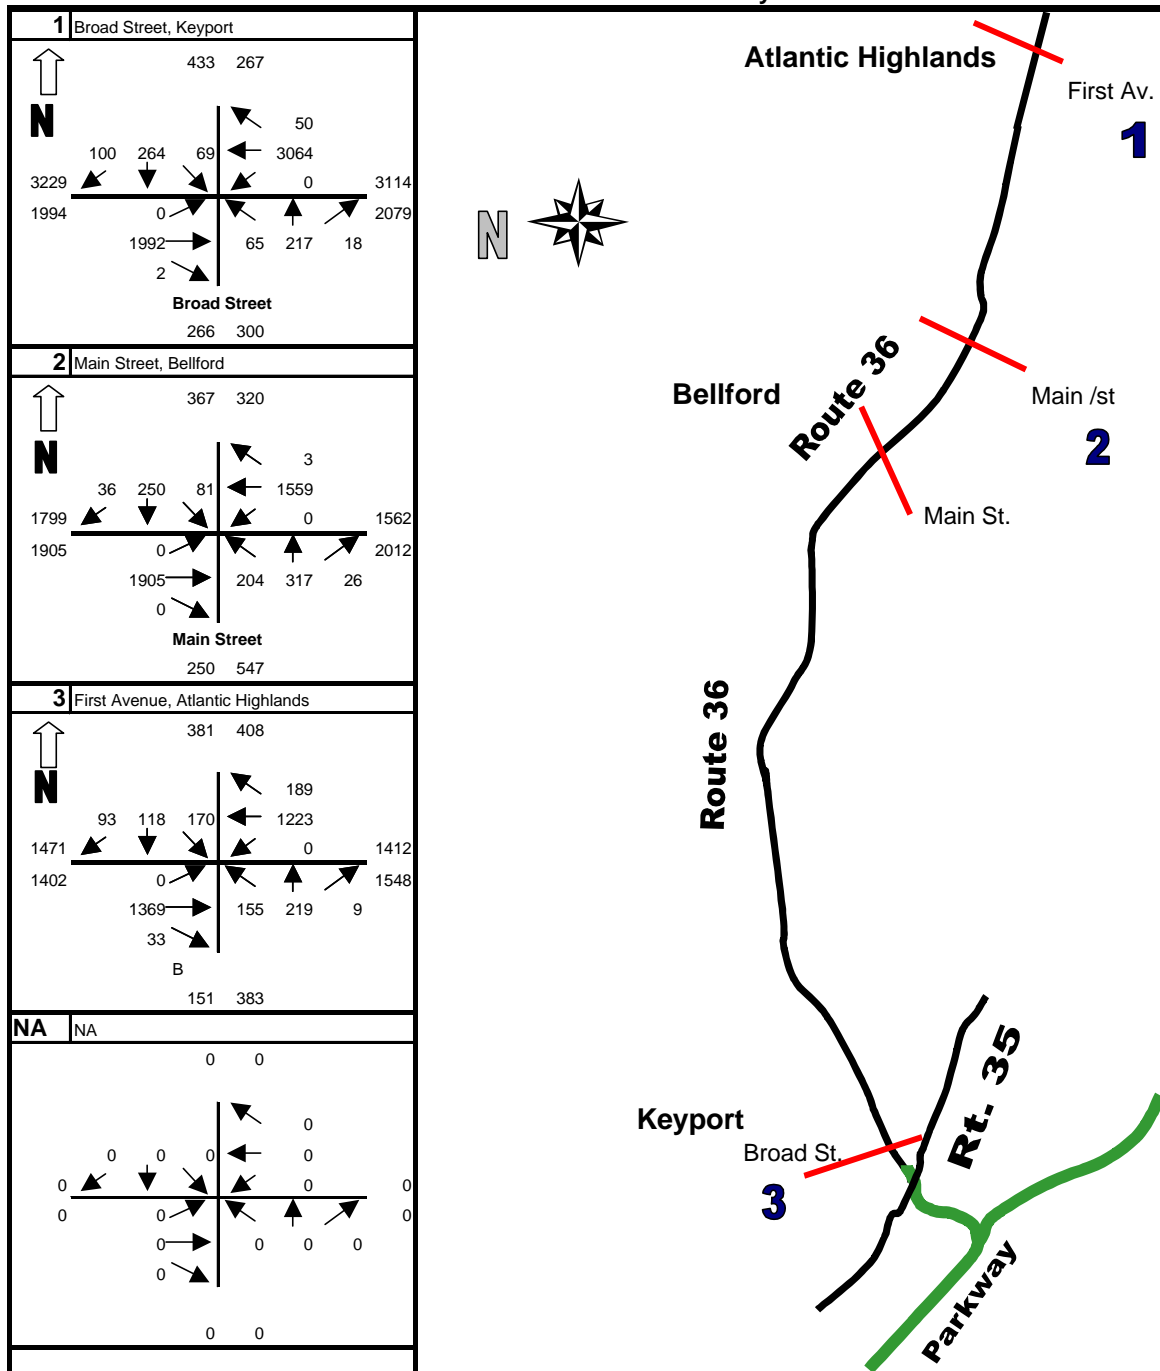 1 Broad Street, Keyport
433 267
N
50
100 264 69 3064
3229 0 3114
1994 0 2079
1992 65 217 18
2
Broad Street
266 300
2 Main Street, Bellford
367 320
N
3
36 250 81 1559
1799 0 1562
1905 0 2012
1905 204 317 26
0
Main Street
250 547
3 First Avenue, Atlantic Highlands
381 408
N
189
93 118 170 1223
1471 0 1412
1402 0 1548
1369 155 219 9
33
B
151 383
NA NA
0 0
0
0 0 0 0
0 0 0
0 0 0
0 0 0 0
0
0 0
Atlantic Highlands
First Av.
1
N
Route 36
Bellford
Main /st
2
Main St.
Route 36
Rt. 35
Keyport
Broad St.
3
Parkway